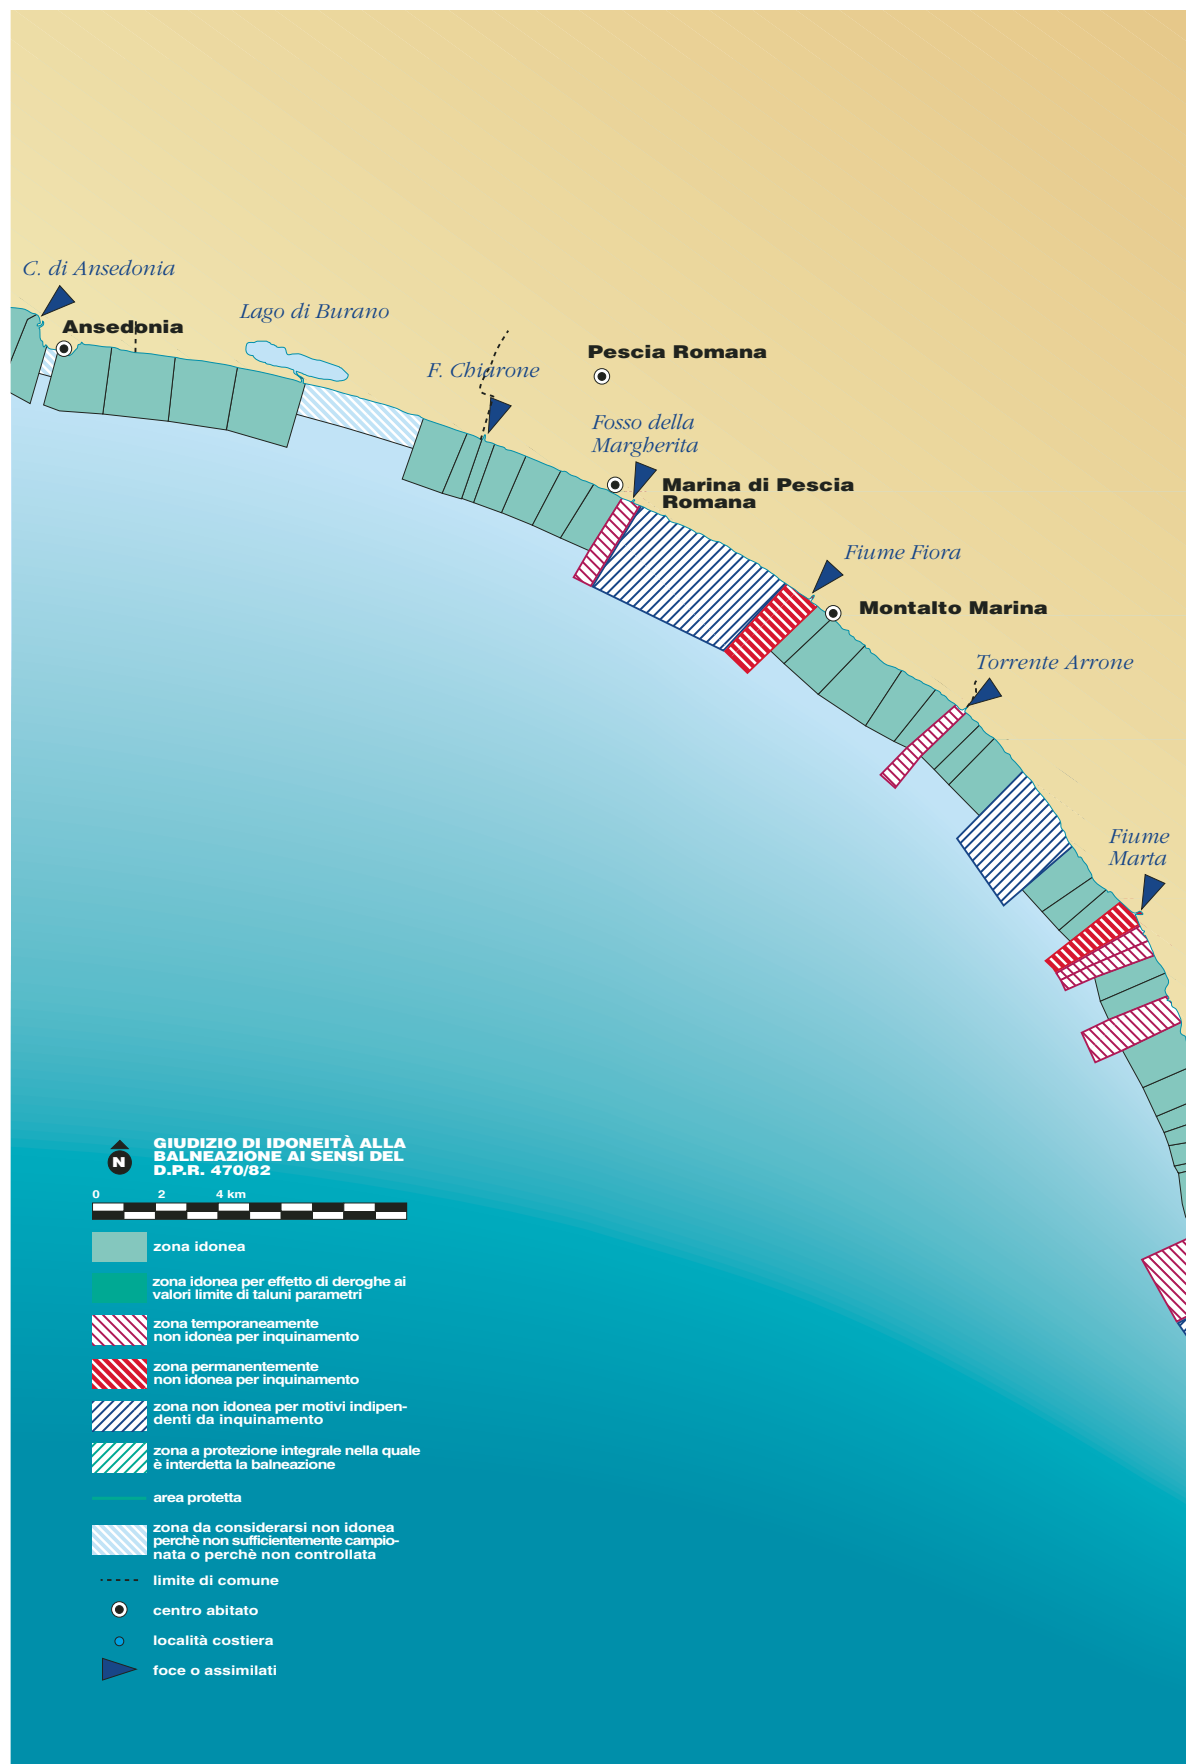 C. di Ansedonia
Ansedonia
Lago di Burano
F. Chiarone
Pescia Romana
Fosso della
Margherita
Marina di Pescia
Romana
Fiume Fiora
Montalto Marina
Torrente Arrone
Fiume
Marta
N
GIUDIZIO DI IDONEITÀ ALLA
BALNEAZIONE AI SENSI DEL
D.P.R. 470/82
0 2 4 km
zona idonea
zona idonea per effetto di deroghe ai
valori limite di taluni parametri
zona temporaneamente
non idonea per inquinamento
zona permanentemente
non idonea per inquinamento
zona non idonea per motivi indipen-
denti da inquinamento
zona a protezione integrale nella quale
è interdetta la balneazione
area protetta
zona da considerarsi non idonea
perchè non sufficientemente campio-
nata o perchè non controllata
limite di comune
centro abitato
località costiera
foce o assimilati